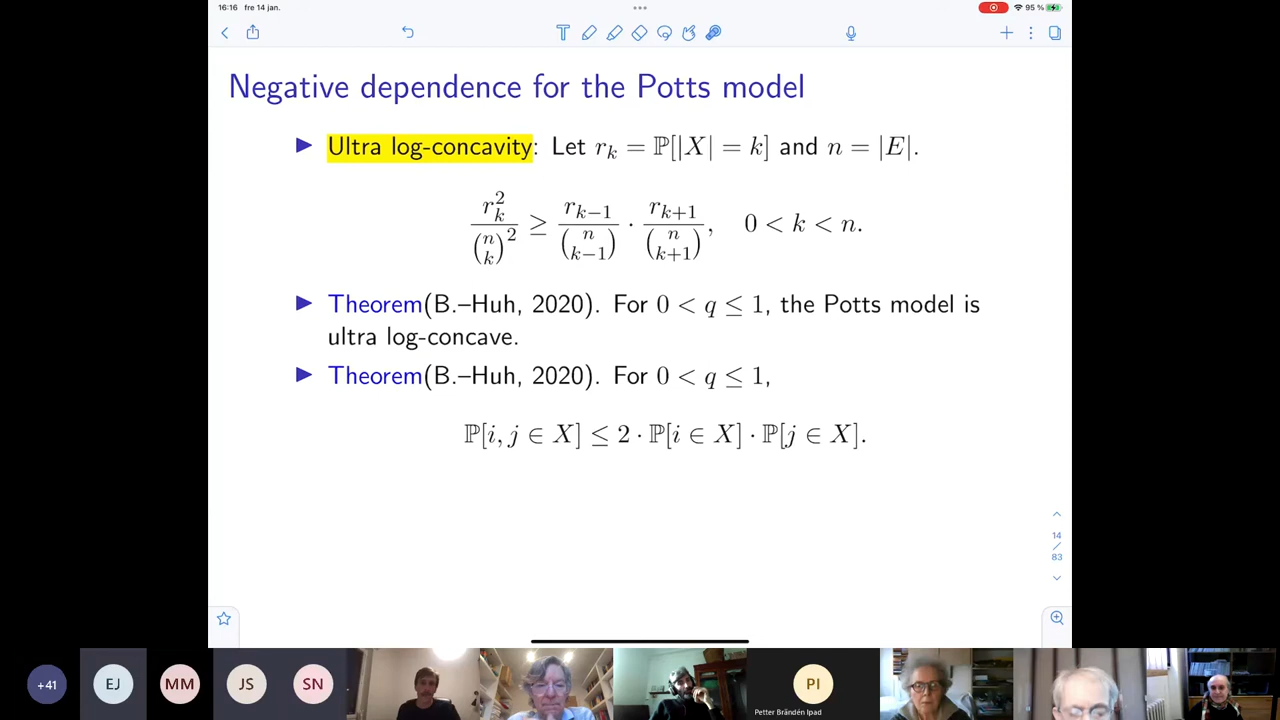 16:16 fre 14 jan.
95 %
Negative dependence for the Potts model
▶ Ultra log-concavity: Let r_k = ℙ[|X| = k] and n = |E|.
r_k^2 / \binom{n}{k}^2 ≥ r_{k−1} / \binom{n}{k−1} · r_{k+1} / \binom{n}{k+1}, 0 < k < n.
▶ Theorem(B.–Huh, 2020). For 0 < q ≤ 1, the Potts model is
ultra log-concave.
▶ Theorem(B.–Huh, 2020). For 0 < q ≤ 1,
ℙ[i, j ∈ X] ≤ 2 · ℙ[i ∈ X] · ℙ[j ∈ X].
14
/
83
+41
EJ
MM
JS
SN
PI
Petter Brändén Ipad